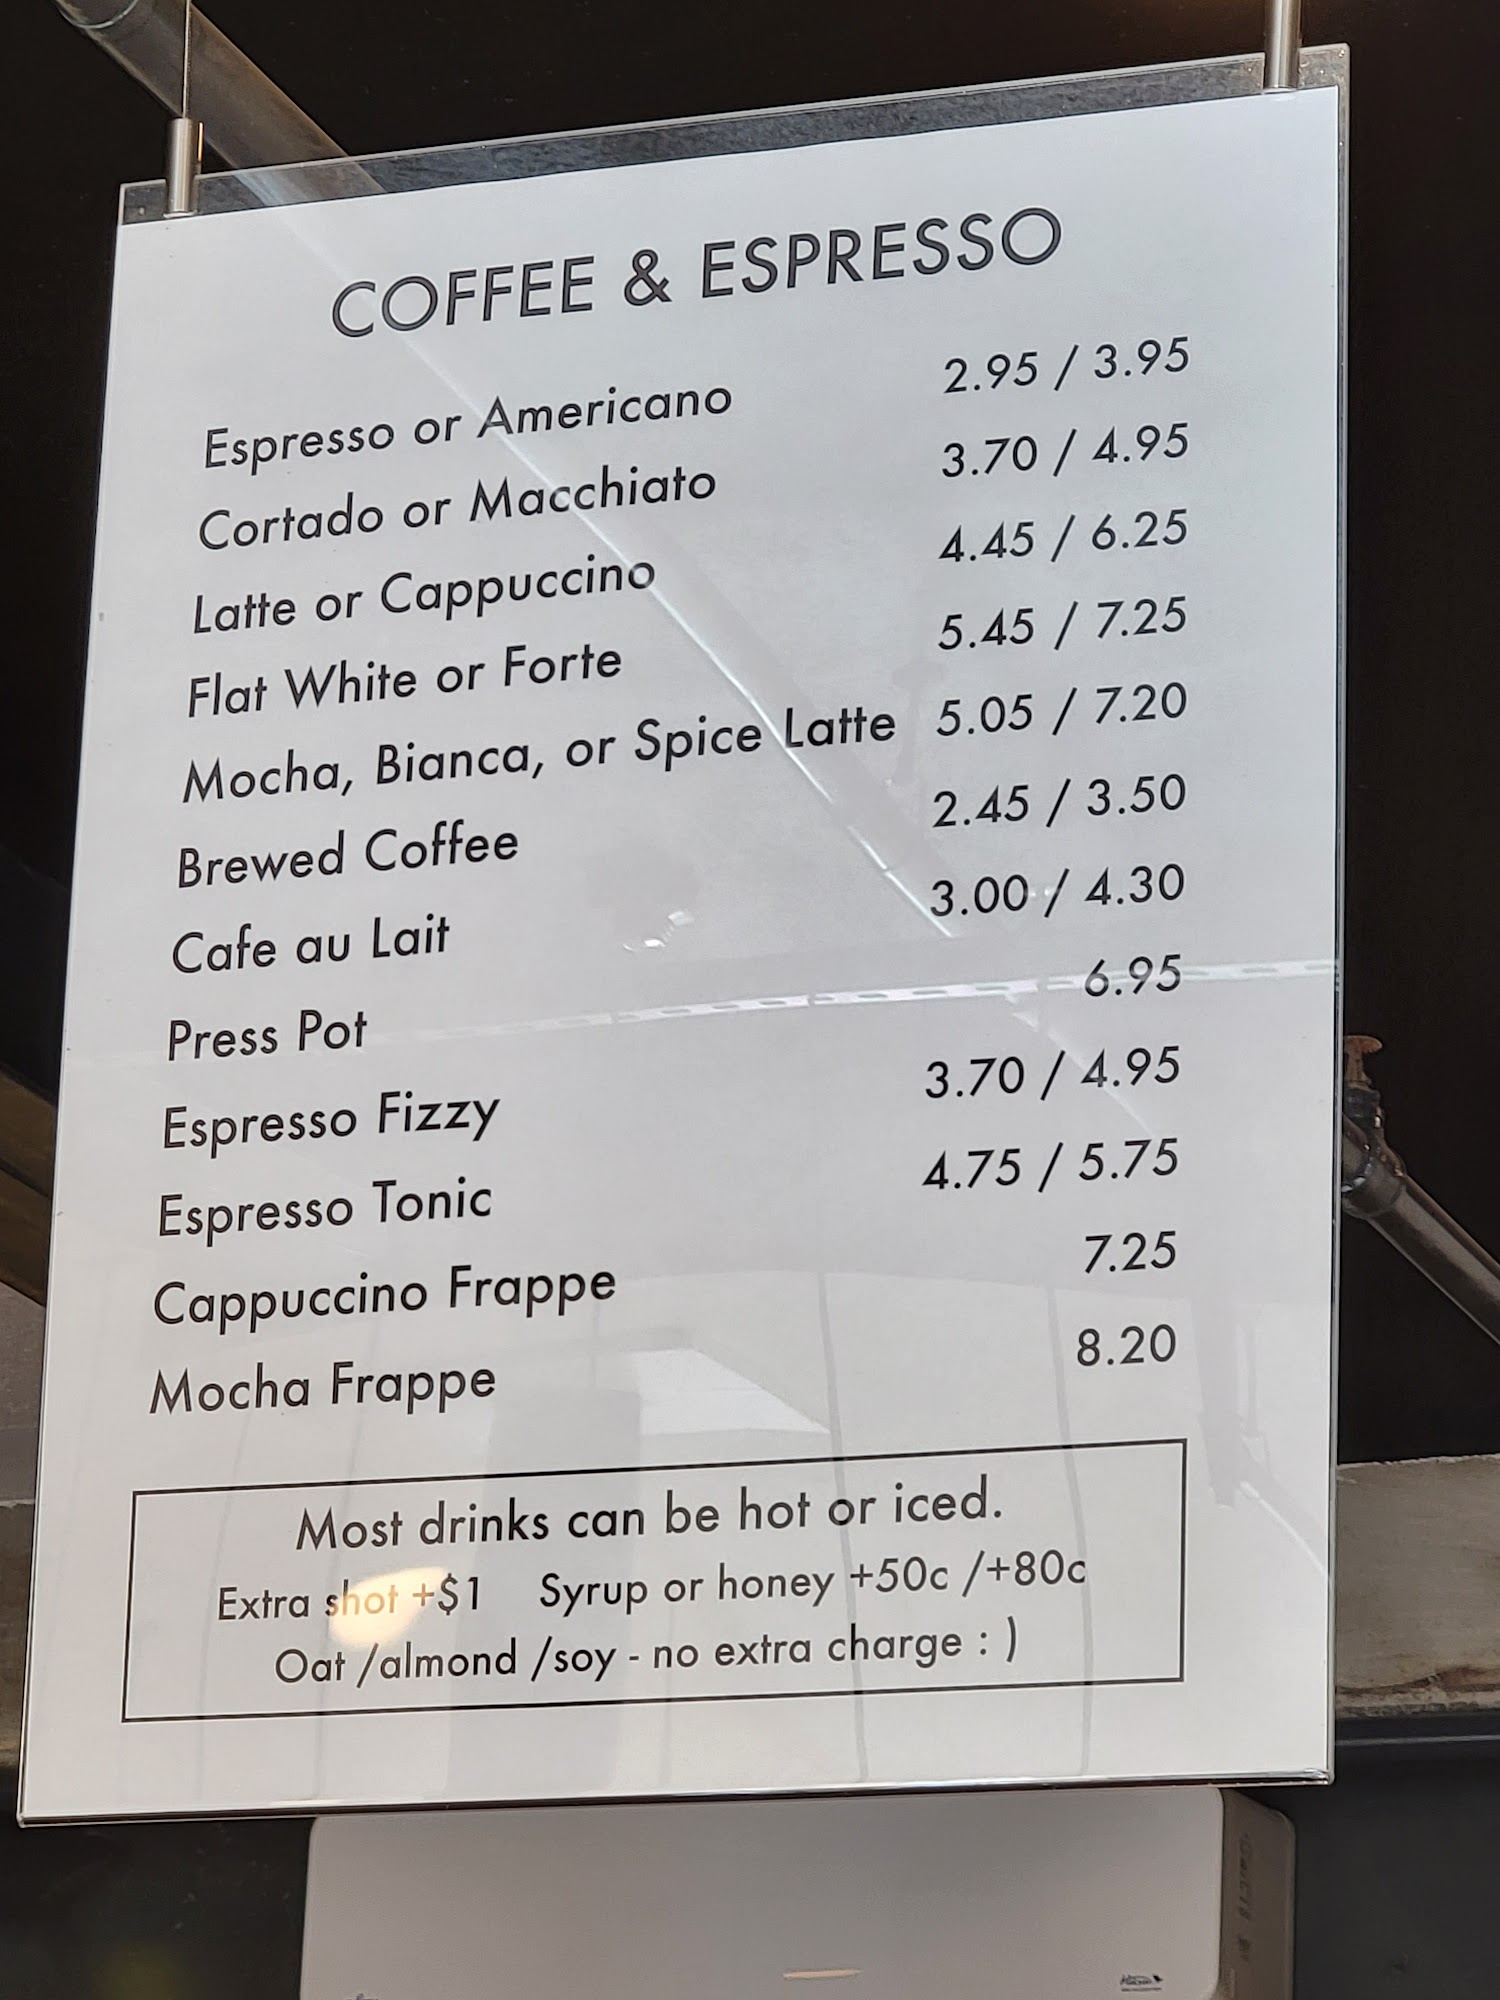 COFFEE & ESPRESSO
Espresso or Americano 2.95 / 3.95
Cortado or Macchiato 3.70 / 4.95
Latte or Cappuccino 4.45 / 6.25
Flat White or Forte 5.45 / 7.25
Mocha, Bianca, or Spice Latte 5.05 / 7.20
Brewed Coffee 2.45 / 3.50
Cafe au Lait 3.00 / 4.30
Press Pot 6.95
Espresso Fizzy 3.70 / 4.95
Espresso Tonic 4.75 / 5.75
Cappuccino Frappe 7.25
Mocha Frappe 8.20
Most drinks can be hot or iced.
Extra shot +$1 Syrup or honey +50c /+80c
Oat /almond /soy - no extra charge : )